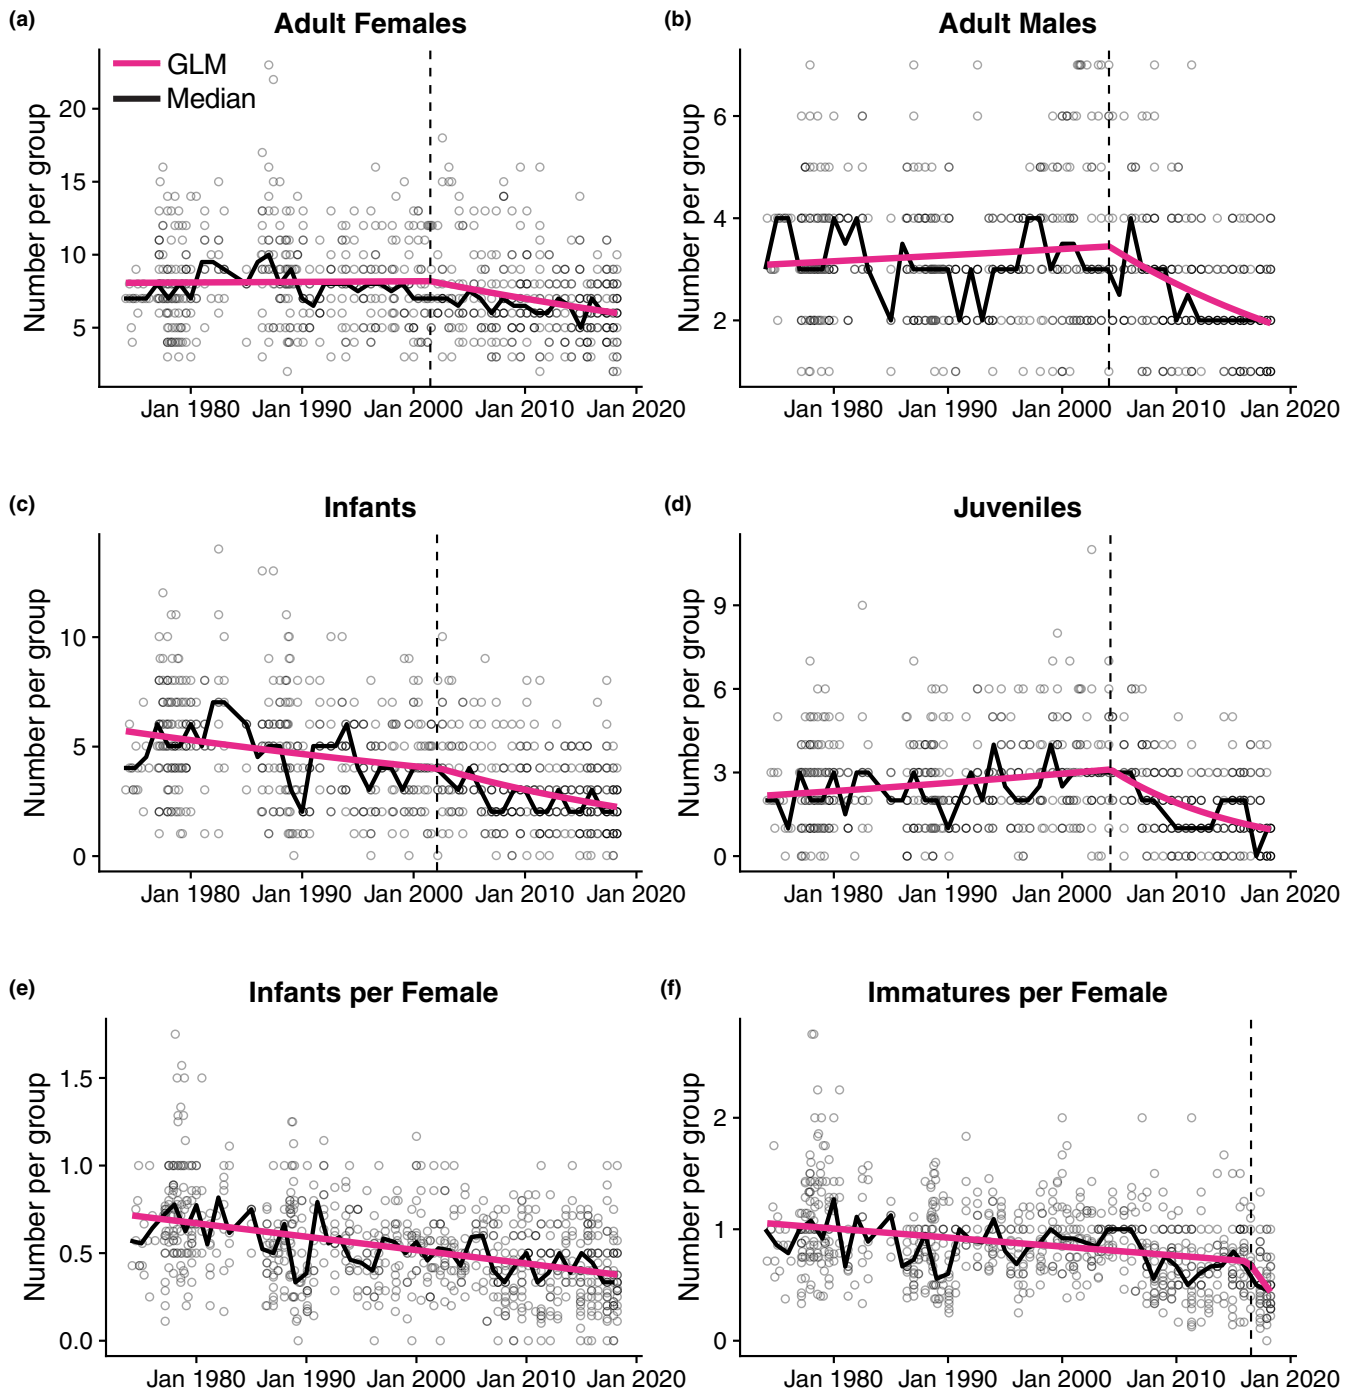 (a)
Adult Females
GLM
Median
Number per group
20
15
10
5
Jan 1980 Jan 1990 Jan 2000 Jan 2010 Jan 2020
(b)
Adult Males
Number per group
6
4
2
Jan 1980 Jan 1990 Jan 2000 Jan 2010 Jan 2020
(c)
Infants
Number per group
10
5
0
Jan 1980 Jan 1990 Jan 2000 Jan 2010 Jan 2020
(d)
Juveniles
Number per group
9
6
3
0
Jan 1980 Jan 1990 Jan 2000 Jan 2010 Jan 2020
(e)
Infants per Female
Number per group
1.5
1.0
0.5
0.0
Jan 1980 Jan 1990 Jan 2000 Jan 2010 Jan 2020
(f)
Immatures per Female
Number per group
2
1
0
Jan 1980 Jan 1990 Jan 2000 Jan 2010 Jan 2020